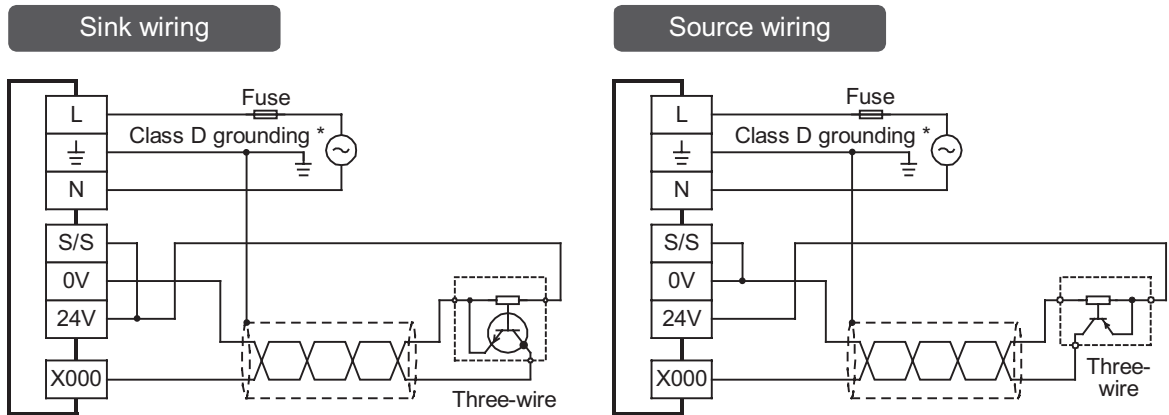 Sink wiring
L
Fuse
Class D grounding *
N
S/S
0V
24V
X000
Three-wire
Source wiring
L
Fuse
Class D grounding *
N
S/S
0V
24V
X000
Three-
wire